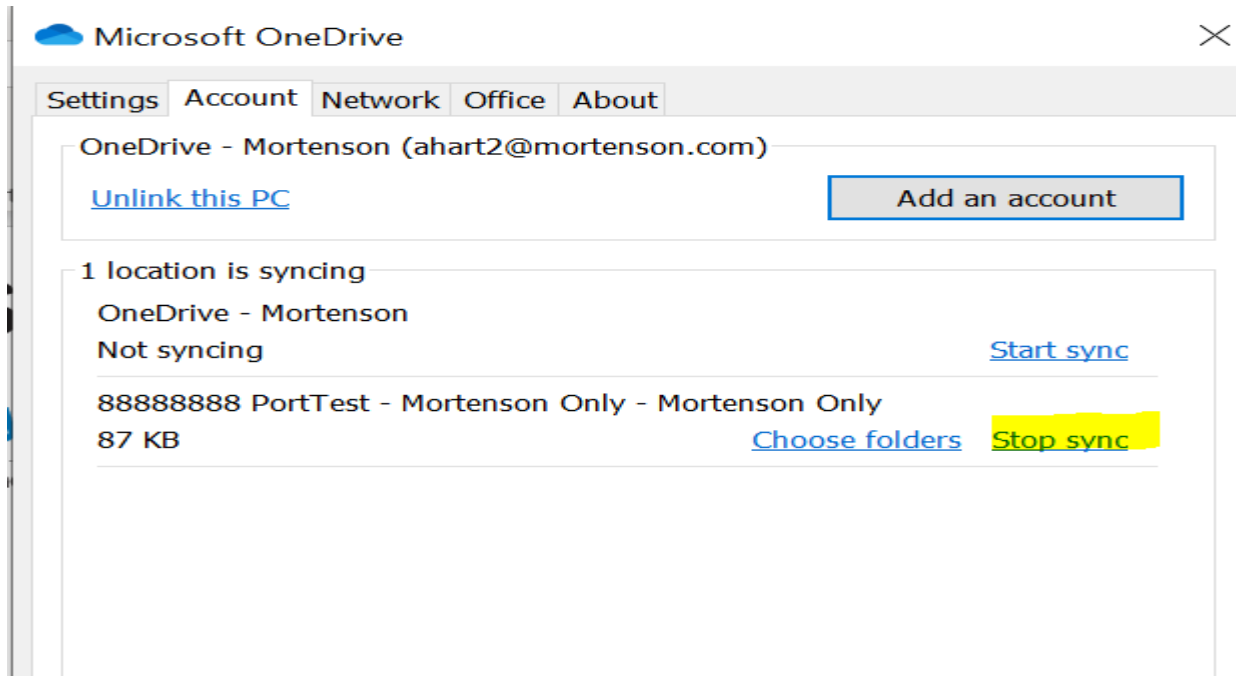 Microsoft OneDrive
Settings Account Network Office About
OneDrive - Mortenson (ahart2@mortenson.com)
Unlink this PC Add an account
1 location is syncing
OneDrive - Mortenson
Not syncing Start sync
88888888 PortTest - Mortenson Only - Mortenson Only
87 KB Choose folders Stop sync